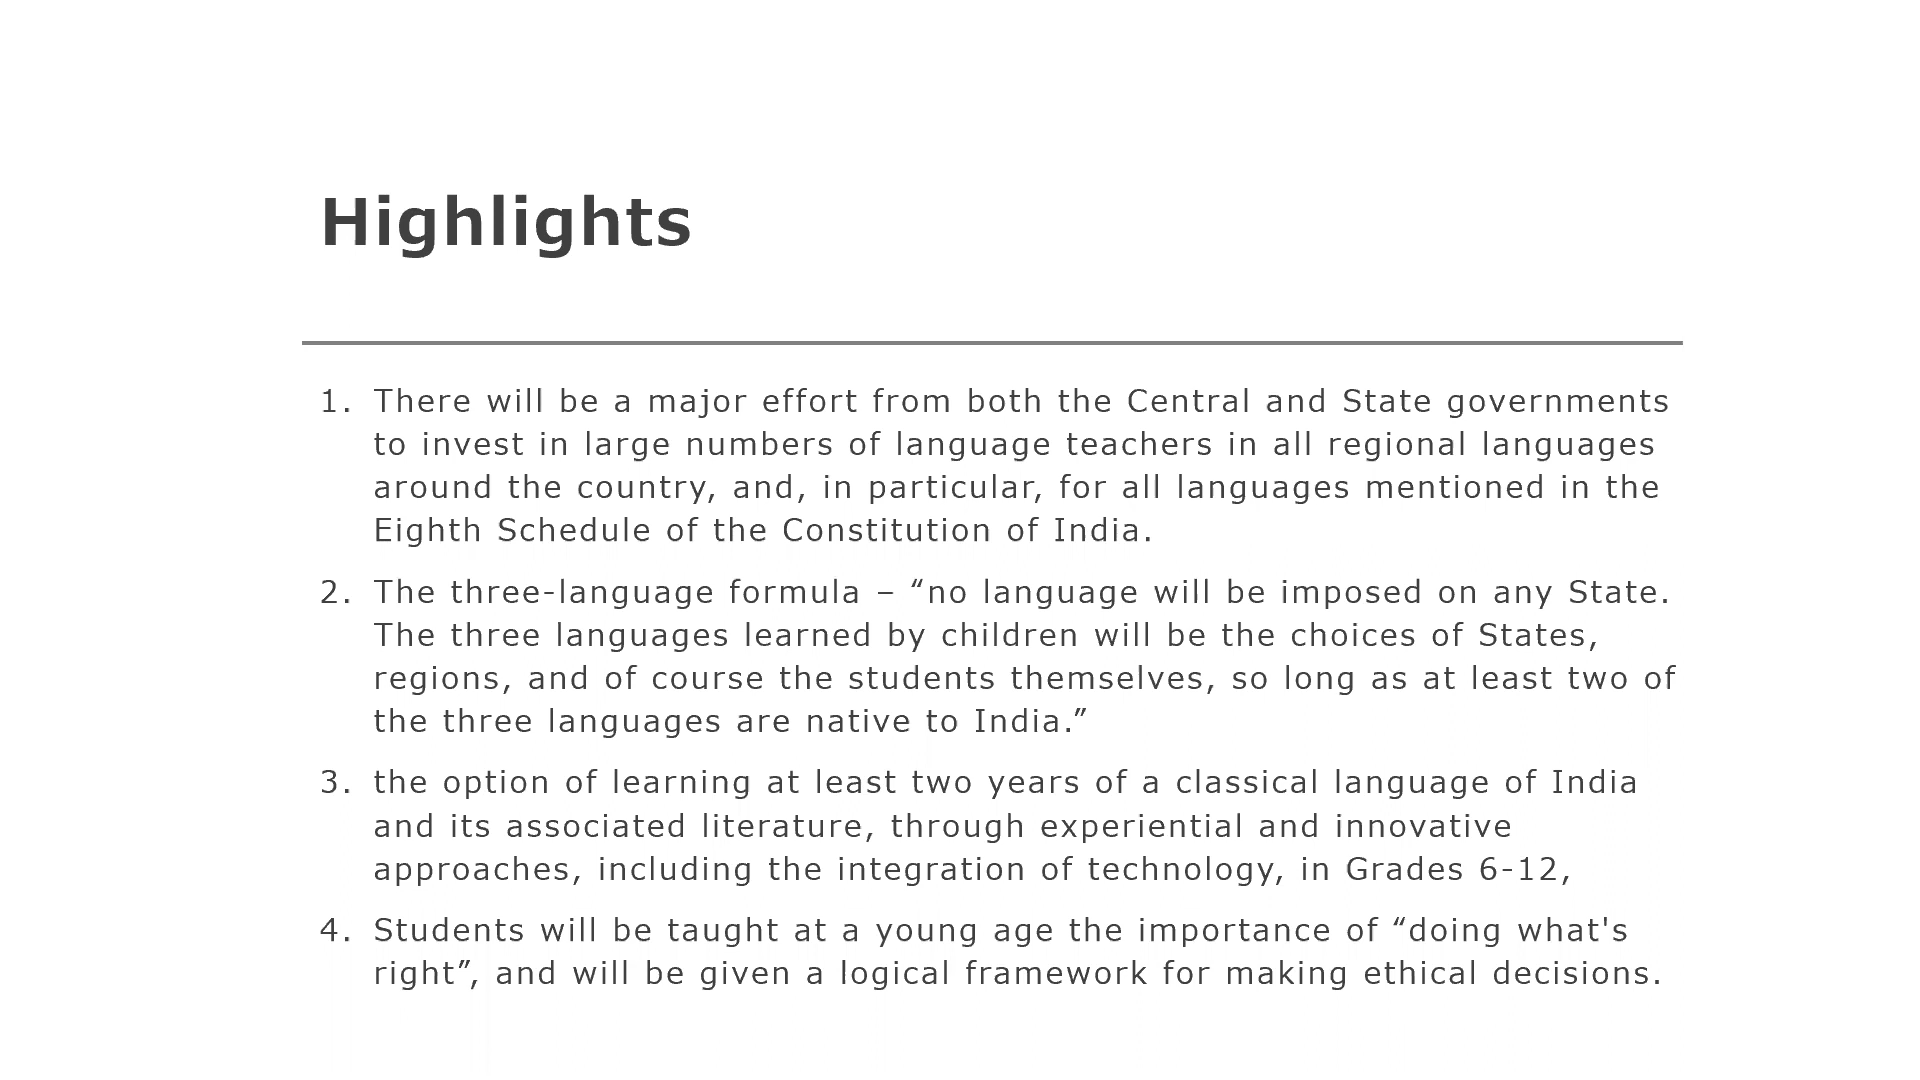 Highlights
1. There will be a major effort from both the Central and State governments
to invest in large numbers of language teachers in all regional languages
around the country, and, in particular, for all languages mentioned in the
Eighth Schedule of the Constitution of India.
2. The three-language formula – “no language will be imposed on any State.
The three languages learned by children will be the choices of States,
regions, and of course the students themselves, so long as at least two of
the three languages are native to India.”
3. the option of learning at least two years of a classical language of India
and its associated literature, through experiential and innovative
approaches, including the integration of technology, in Grades 6-12,
4. Students will be taught at a young age the importance of “doing what's
right”, and will be given a logical framework for making ethical decisions.